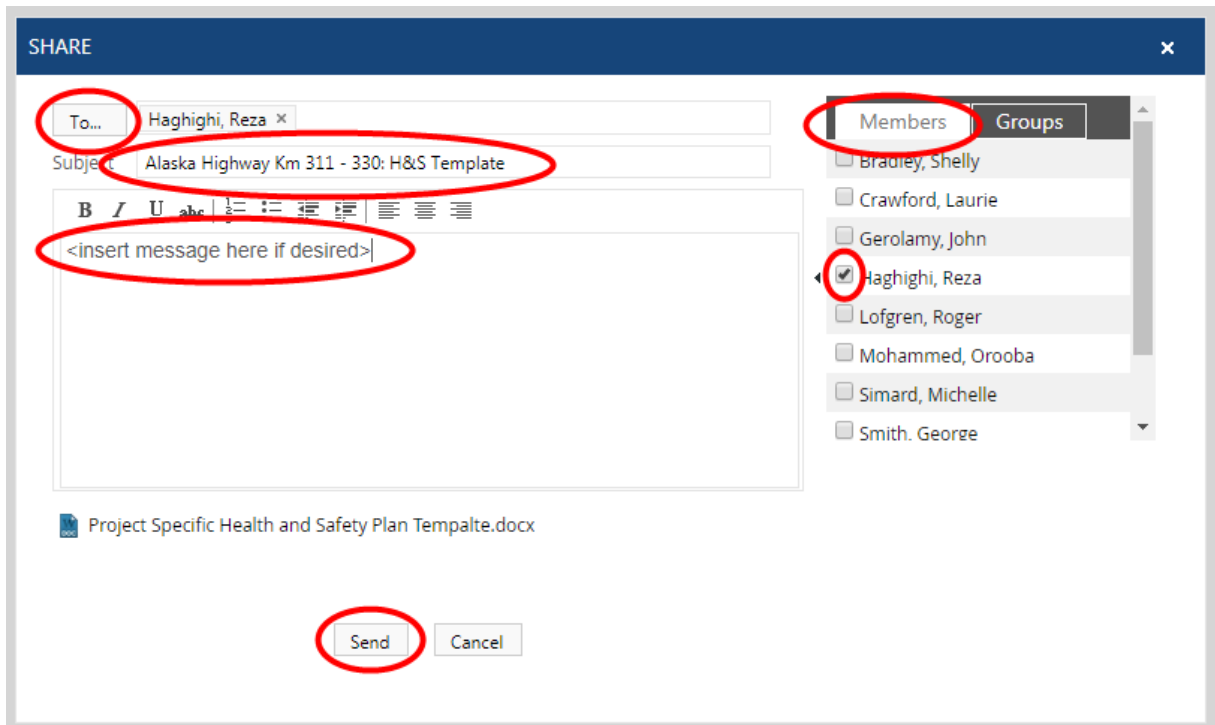 SHARE ×
To... Haghighi, Reza ×
Subject Alaska Highway Km 311 - 330: H&S Template
B I U abc
<insert message here if desired>
Project Specific Health and Safety Plan Tempalte.docx
Send Cancel
Members Groups
Bradley, Shelly
Crawford, Laurie
Gerolamy, John
Haghighi, Reza
Lofgren, Roger
Mohammed, Orooba
Simard, Michelle
Smith, George